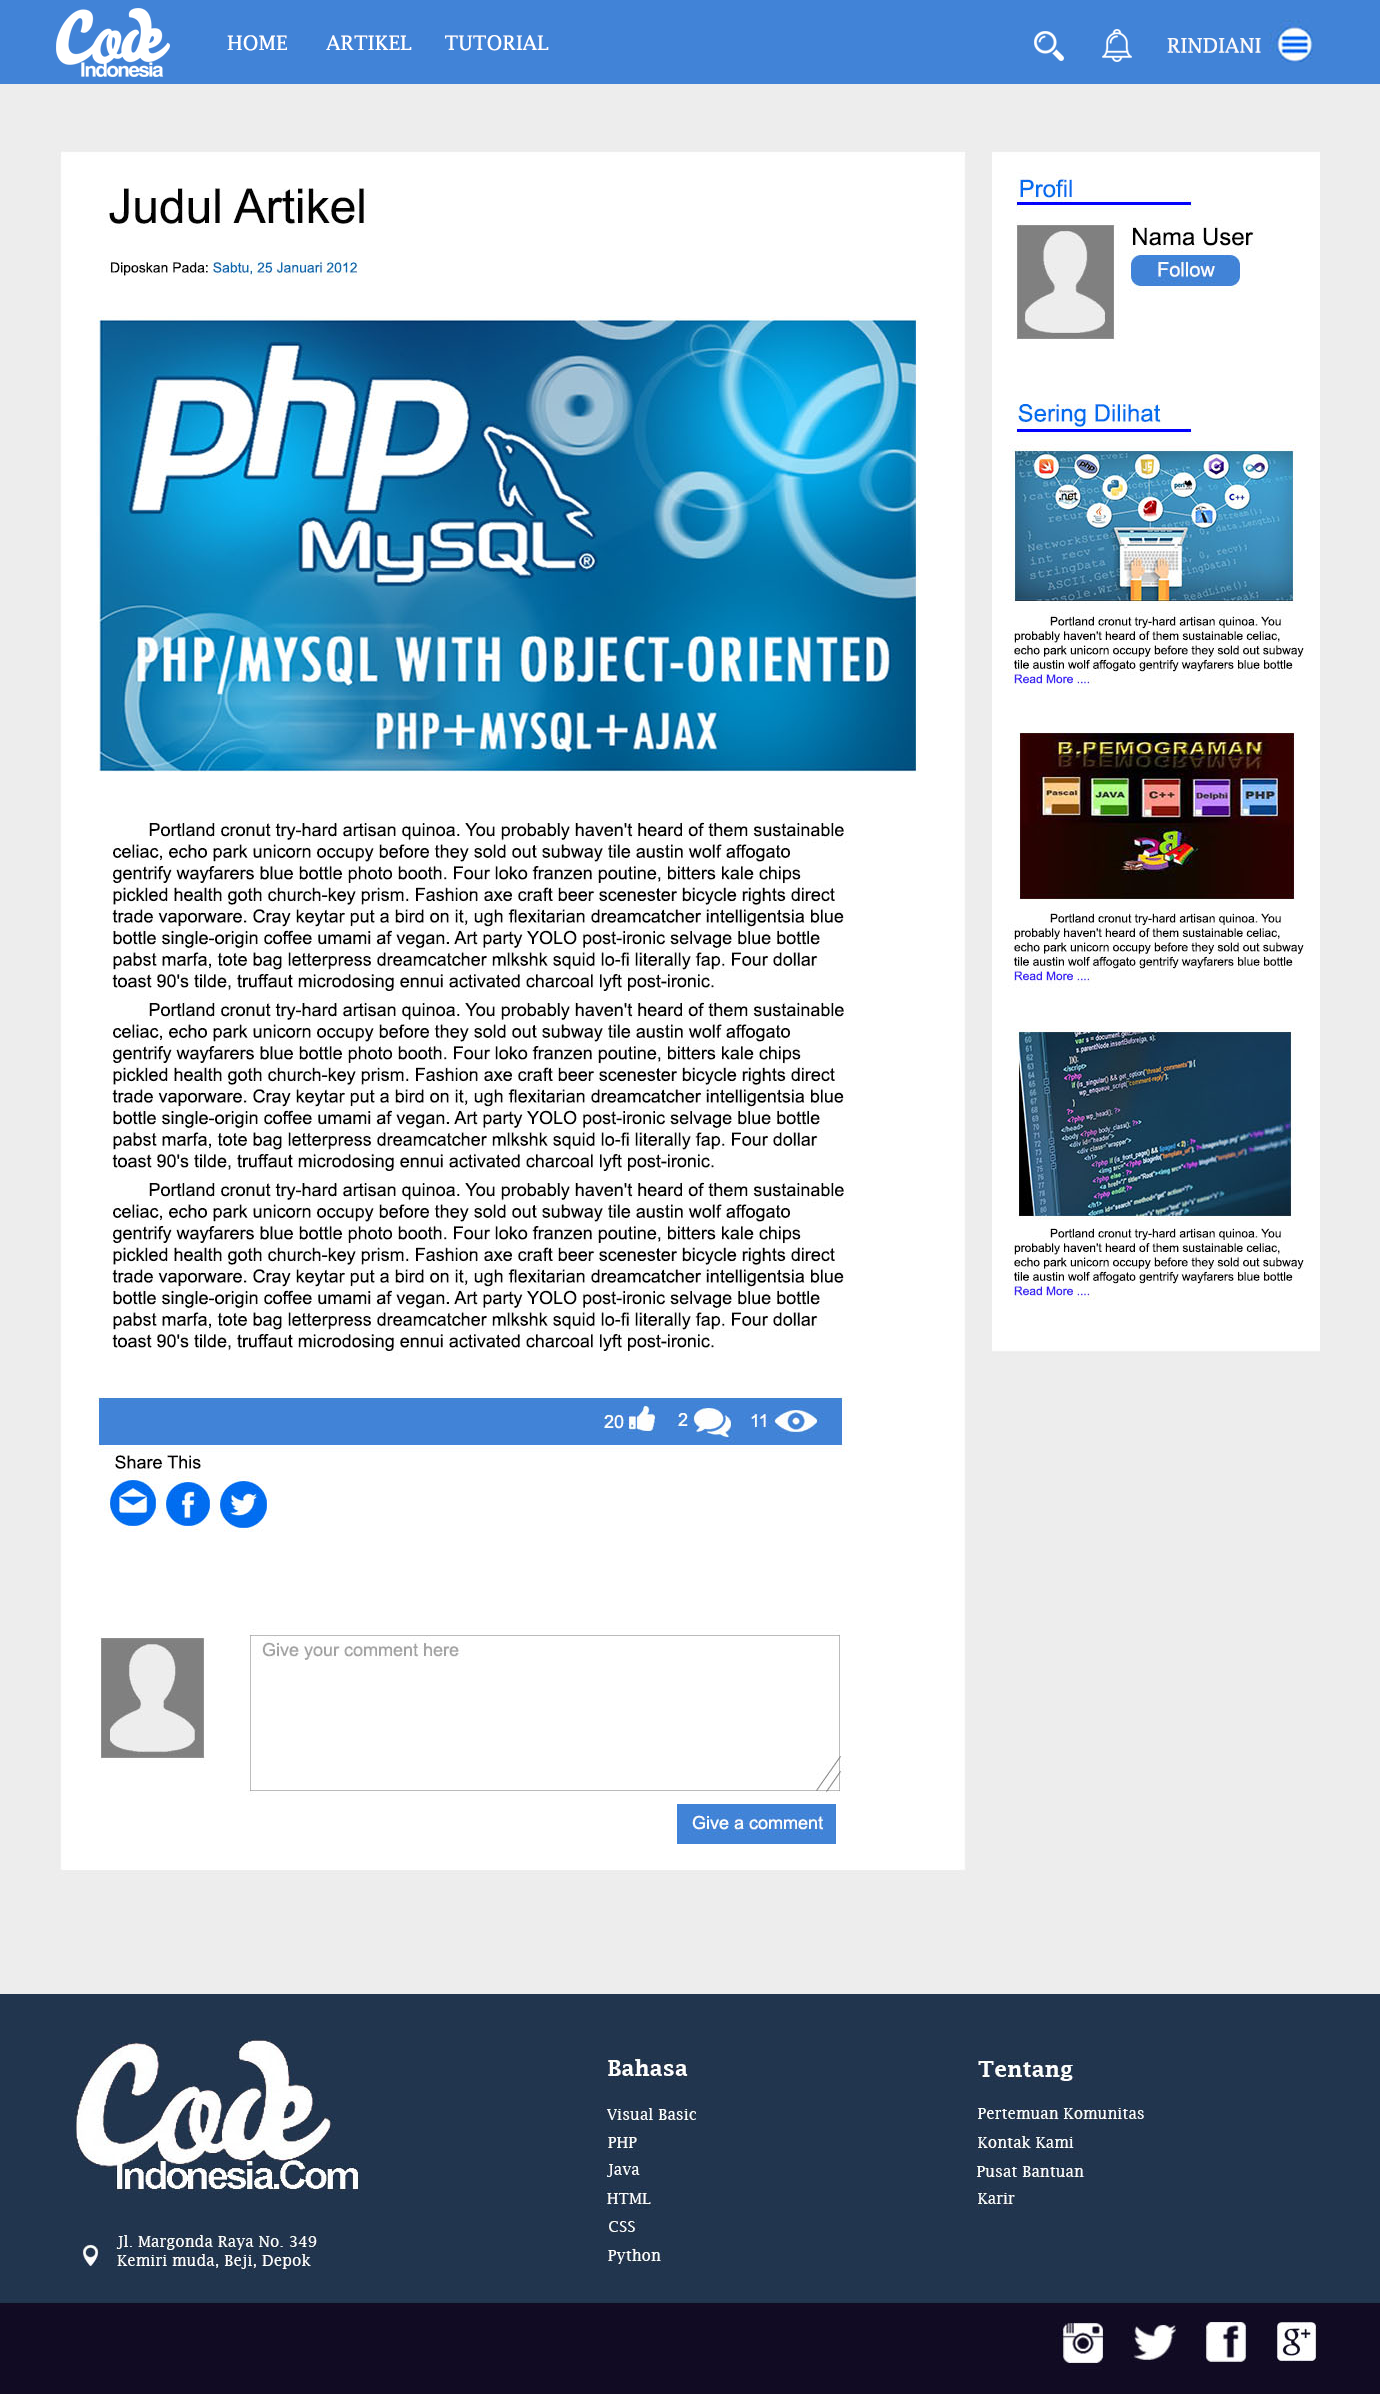 Code
Indonesia
HOME
ARTIKEL
TUTORIAL
RINDIANI
Judul Artikel
Diposkan Pada: Sabtu, 25 Januari 2012
php
MySQL®
PHP/MYSQL WITH OBJECT-ORIENTED
PHP+MYSQL+AJAX
Portland cronut try-hard artisan quinoa. You probably haven't heard of them sustainable
celiac, echo park unicorn occupy before they sold out subway tile austin wolf affogato
gentrify wayfarers blue bottle photo booth. Four loko franzen poutine, bitters kale chips
pickled health goth church-key prism. Fashion axe craft beer scenester bicycle rights direct
trade vaporware. Cray keytar put a bird on it, ugh flexitarian dreamcatcher intelligentsia blue
bottle single-origin coffee umami af vegan. Art party YOLO post-ironic selvage blue bottle
pabst marfa, tote bag letterpress dreamcatcher mlkshk squid lo-fi literally fap. Four dollar
toast 90's tilde, truffaut microdosing ennui activated charcoal lyft post-ironic.
Portland cronut try-hard artisan quinoa. You probably haven't heard of them sustainable
celiac, echo park unicorn occupy before they sold out subway tile austin wolf affogato
gentrify wayfarers blue bottle photo booth. Four loko franzen poutine, bitters kale chips
pickled health goth church-key prism. Fashion axe craft beer scenester bicycle rights direct
trade vaporware. Cray keytar put a bird on it, ugh flexitarian dreamcatcher intelligentsia blue
bottle single-origin coffee umami af vegan. Art party YOLO post-ironic selvage blue bottle
pabst marfa, tote bag letterpress dreamcatcher mlkshk squid lo-fi literally fap. Four dollar
toast 90's tilde, truffaut microdosing ennui activated charcoal lyft post-ironic.
Portland cronut try-hard artisan quinoa. You probably haven't heard of them sustainable
celiac, echo park unicorn occupy before they sold out subway tile austin wolf affogato
gentrify wayfarers blue bottle photo booth. Four loko franzen poutine, bitters kale chips
pickled health goth church-key prism. Fashion axe craft beer scenester bicycle rights direct
trade vaporware. Cray keytar put a bird on it, ugh flexitarian dreamcatcher intelligentsia blue
bottle single-origin coffee umami af vegan. Art party YOLO post-ironic selvage blue bottle
pabst marfa, tote bag letterpress dreamcatcher mlkshk squid lo-fi literally fap. Four dollar
toast 90's tilde, truffaut microdosing ennui activated charcoal lyft post-ironic.
20
2
11
Share This
Give your comment here
Give a comment
Profil
Nama User
Follow
Sering Dilihat
php
JS
.net
C++
Portland cronut try-hard artisan quinoa. You
probably haven't heard of them sustainable celiac,
echo park unicorn occupy before they sold out subway
tile austin wolf affogato gentrify wayfarers blue bottle
Read More ....
B.PEMOGRAMAN
Pascal
JAVA
C++
Delphi
PHP
Portland cronut try-hard artisan quinoa. You
probably haven't heard of them sustainable celiac,
echo park unicorn occupy before they sold out subway
tile austin wolf affogato gentrify wayfarers blue bottle
Read More ....
Portland cronut try-hard artisan quinoa. You
probably haven't heard of them sustainable celiac,
echo park unicorn occupy before they sold out subway
tile austin wolf affogato gentrify wayfarers blue bottle
Read More ....
Code
Indonesia.Com
Jl. Margonda Raya No. 349
Kemiri muda, Beji, Depok
Bahasa
Visual Basic
PHP
Java
HTML
CSS
Python
Tentang
Pertemuan Komunitas
Kontak Kami
Pusat Bantuan
Karir